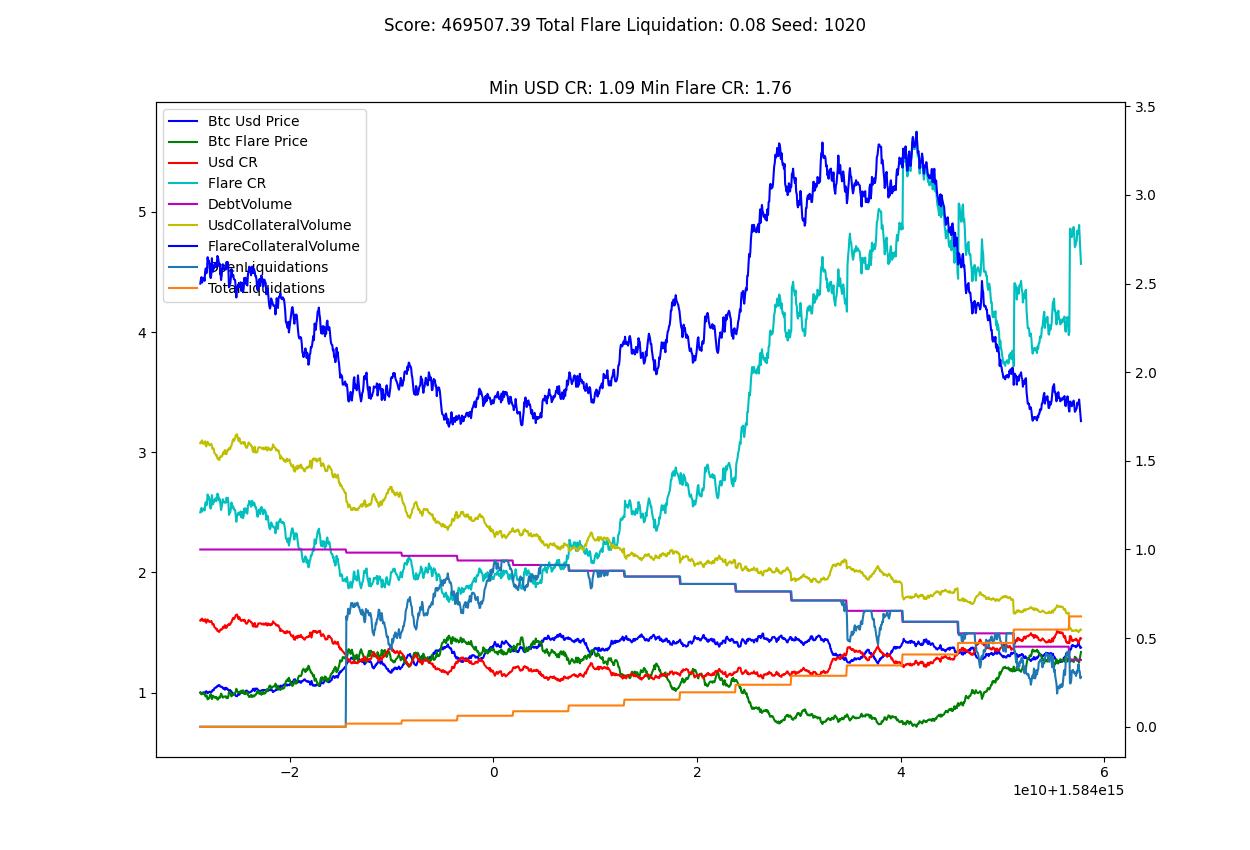 Score: 469507.39 Total Flare Liquidation: 0.08 Seed: 1020
Min USD CR: 1.09 Min Flare CR: 1.76
Btc Usd Price
Btc Flare Price
Usd CR
Flare CR
DebtVolume
UsdCollateralVolume
FlareCollateralVolume
OpenLiquidations
TotalLiquidations
5
4
3
2
1
3.5
3.0
2.5
2.0
1.5
1.0
0.5
0.0
−2 0 2 4 6
1e10+1.584e15